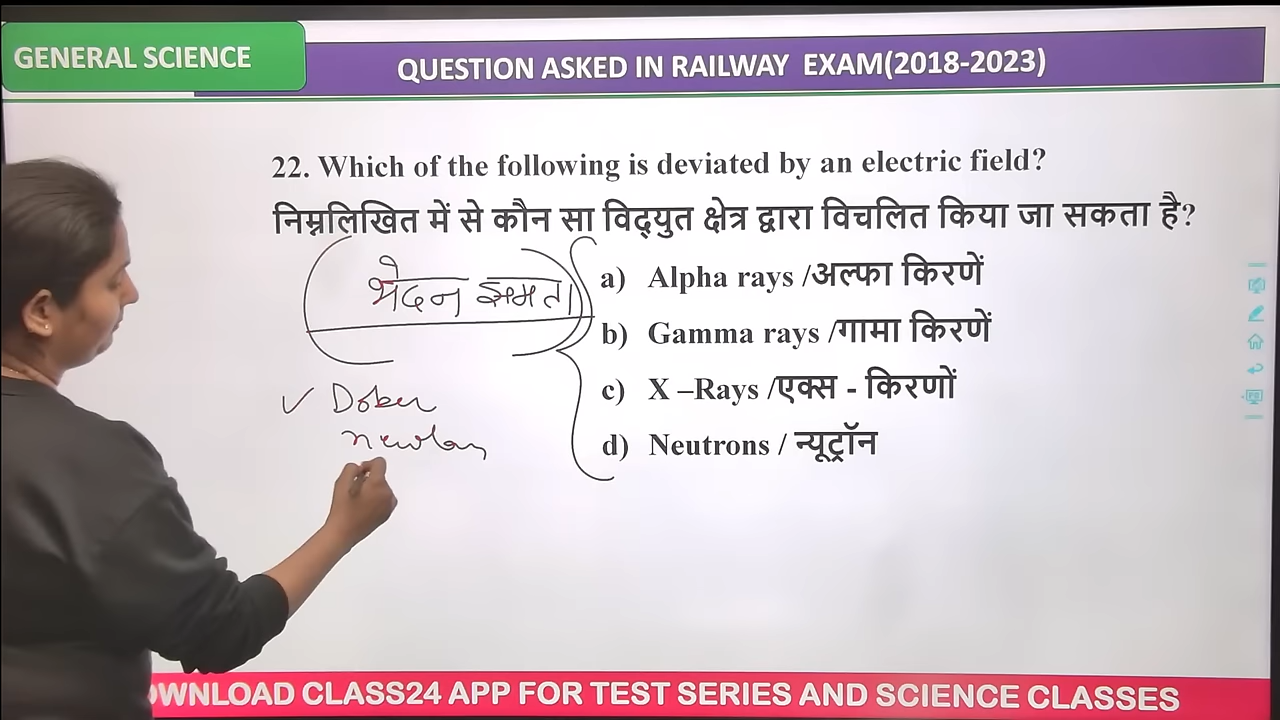 GENERAL SCIENCE
QUESTION ASKED IN RAILWAY EXAM(2018-2023)
22. Which of the following is deviated by an electric field?
निम्नलिखित में से कौन सा विद्युत क्षेत्र द्वारा विचलित किया जा सकता है?
भेदन क्षमता
a) Alpha rays /अल्फा किरणें
b) Gamma rays /गामा किरणें
c) X –Rays /एक्स - किरणों
d) Neutrons / न्यूट्रॉन
✓ Dober
OWNLOAD CLASS24 APP FOR TEST SERIES AND SCIENCE CLASSES